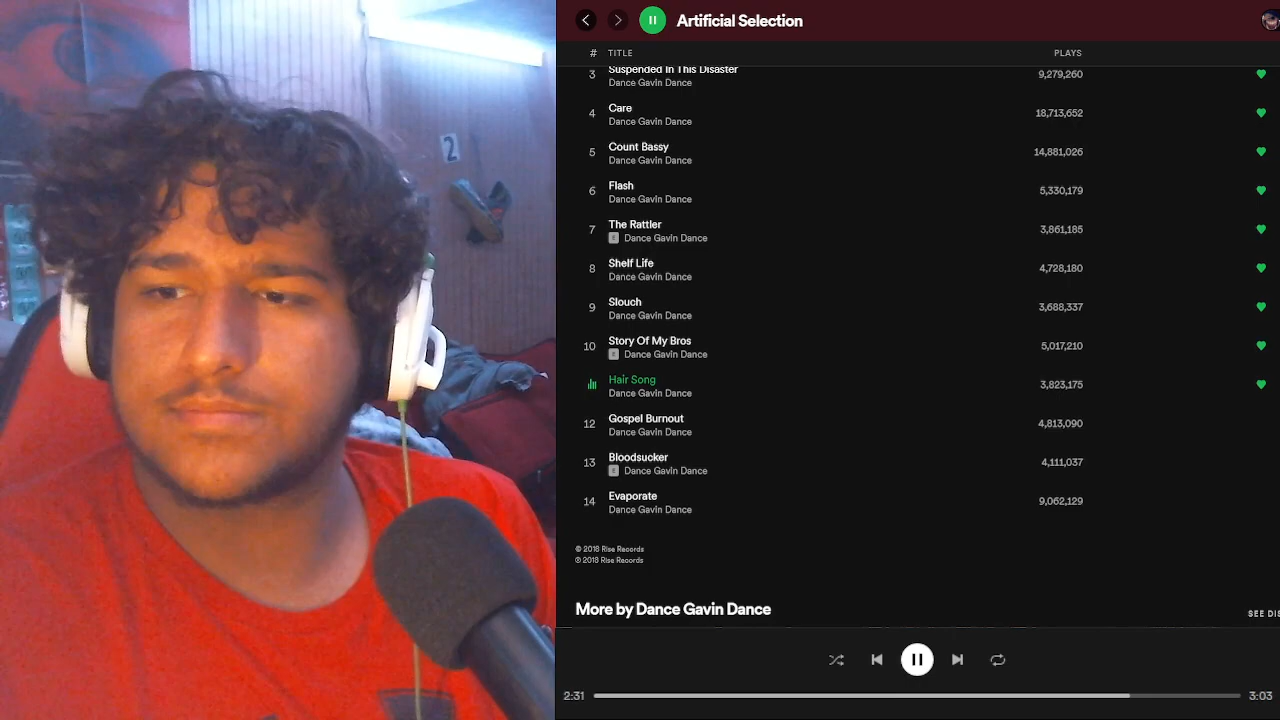 Artificial Selection
# TITLE PLAYS
3 Suspended In This Disaster 9,279,260
Dance Gavin Dance
4 Care 18,713,652
Dance Gavin Dance
5 Count Bassy 14,881,026
Dance Gavin Dance
6 Flash 5,330,179
Dance Gavin Dance
7 The Rattler 3,861,185
E Dance Gavin Dance
8 Shelf Life 4,728,180
Dance Gavin Dance
9 Slouch 3,688,337
Dance Gavin Dance
10 Story Of My Bros 5,017,210
E Dance Gavin Dance
Hair Song 3,823,175
Dance Gavin Dance
12 Gospel Burnout 4,813,090
Dance Gavin Dance
13 Bloodsucker 4,111,037
E Dance Gavin Dance
14 Evaporate 9,062,129
Dance Gavin Dance
© 2018 Rise Records
℗ 2018 Rise Records
More by Dance Gavin Dance SEE DIS
2:31 3:03
2